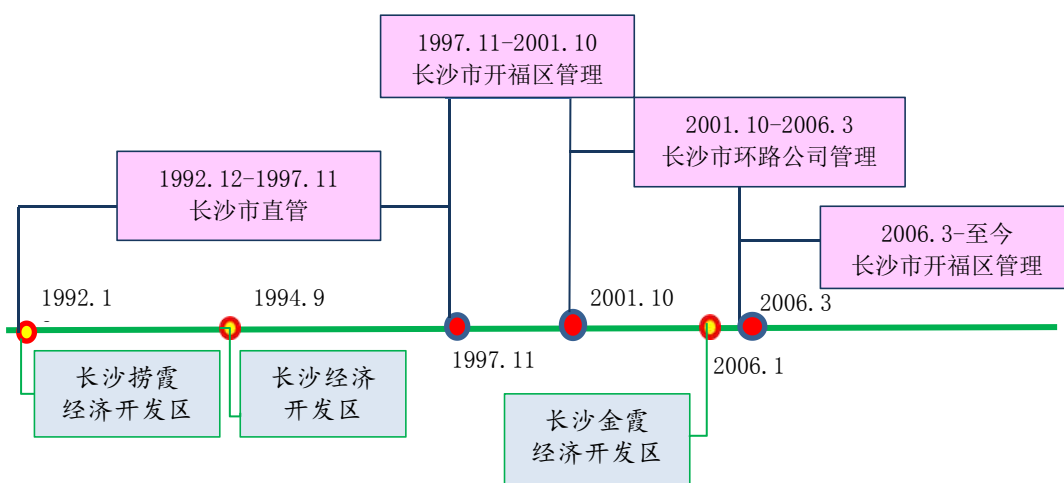 1997.11-2001.10
长沙市开福区管理
2001.10-2006.3
长沙市环路公司管理
1992.12-1997.11
长沙市直管
2006.3-至今
长沙市开福区管理
1992.1
1994.9
2001.10
2006.3
1997.11
2006.1
长沙捞霞
经济开发区
长沙经济
开发区
长沙金霞
经济开发区